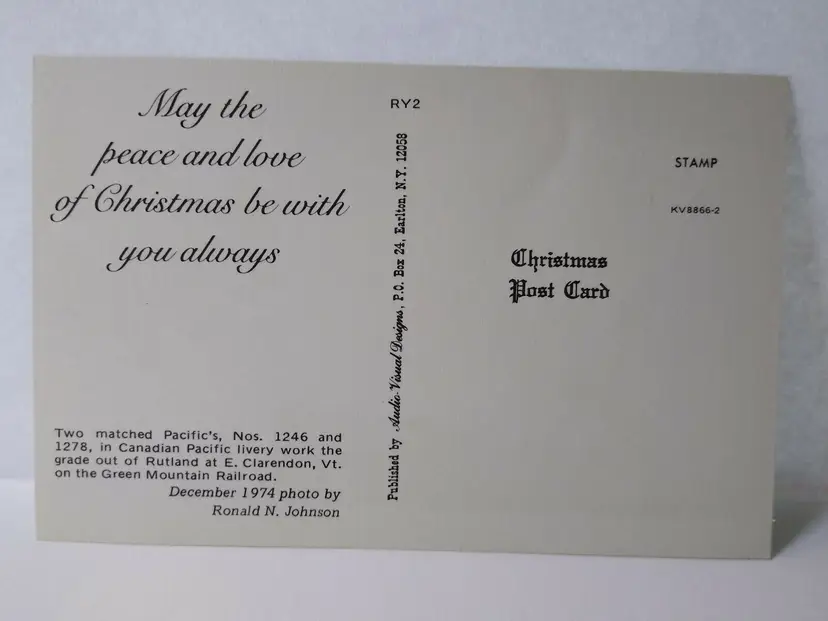 May the
peace and love
of Christmas be with
you always
Two matched Pacific's, Nos. 1246 and
1278, in Canadian Pacific livery work the
grade out of Rutland at E. Clarendon, Vt.
on the Green Mountain Railroad.
December 1974 photo by
Ronald N. Johnson
RY2
Published by Audio-Visual Designs, P.O. Box 24, Earlton, N.Y. 12058
STAMP
KV8866-2
Christmas
Post Card